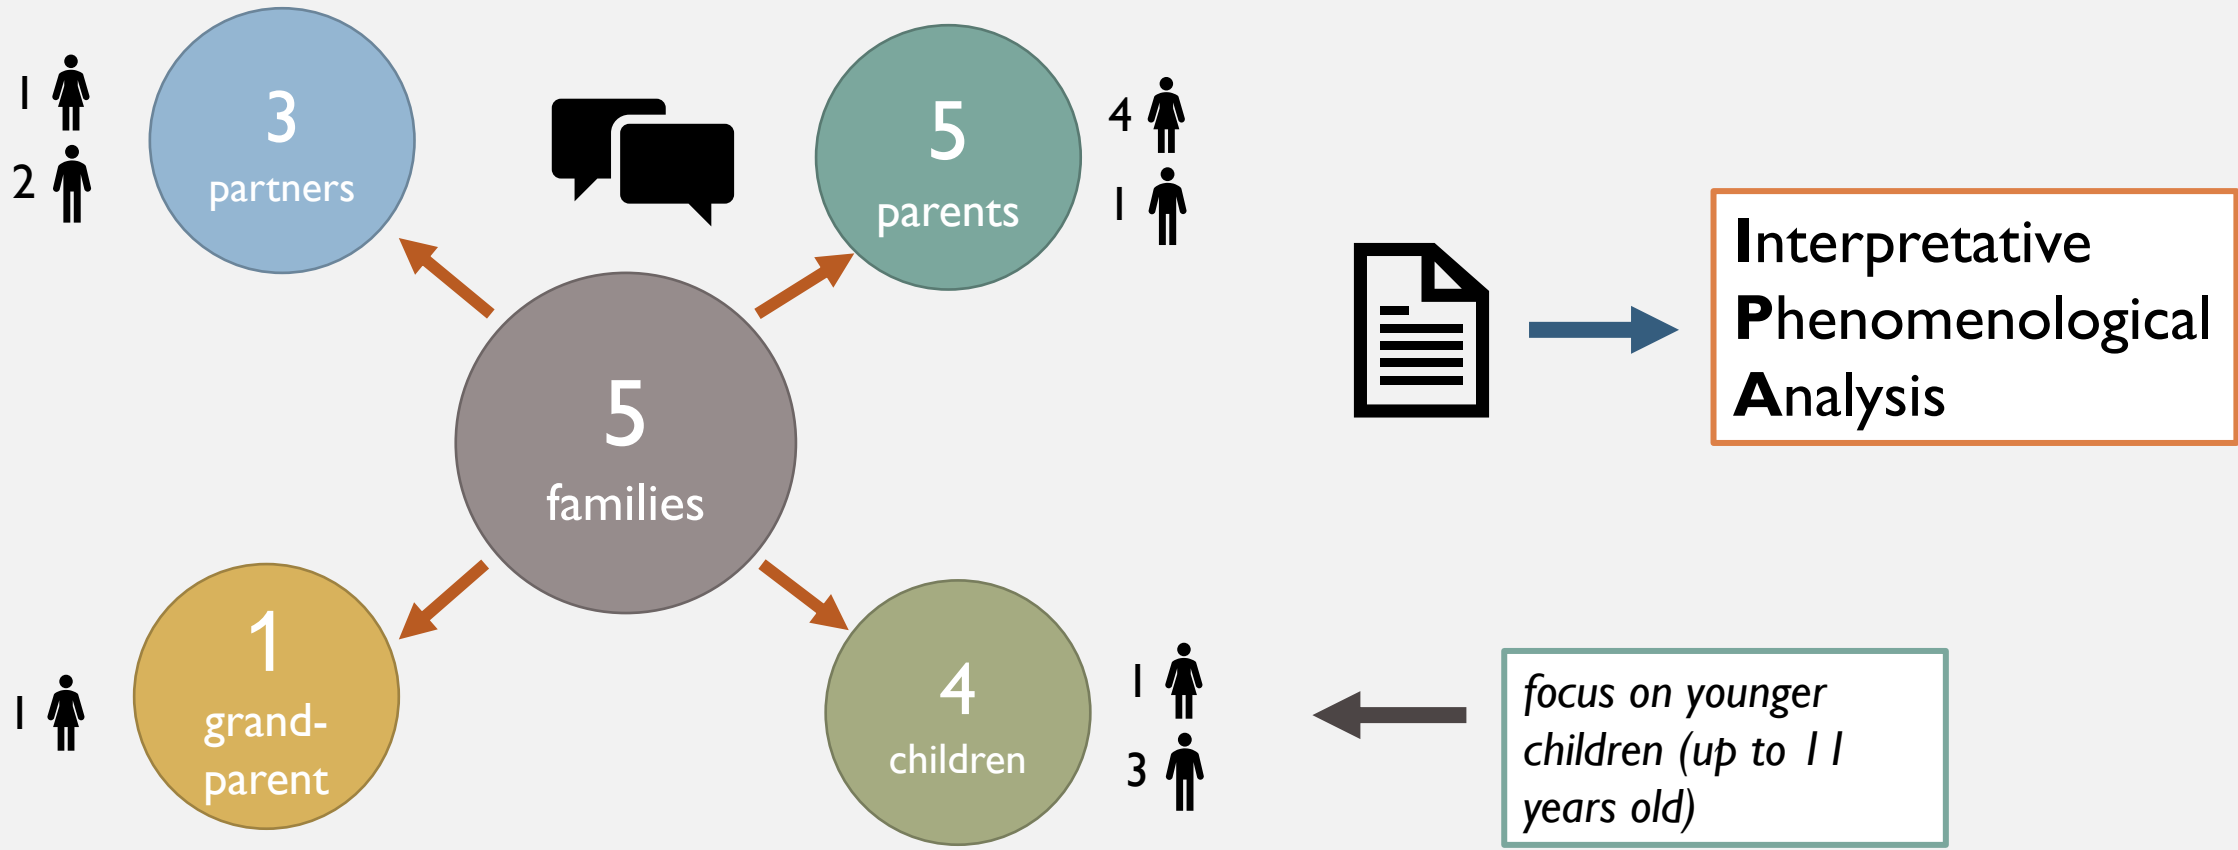 1
2
3
partners
5
parents
4
1
5
families
Interpretative
Phenomenological
Analysis
1
1
grand-
parent
4
children
1
3
focus on younger
children (up to 11
years old)